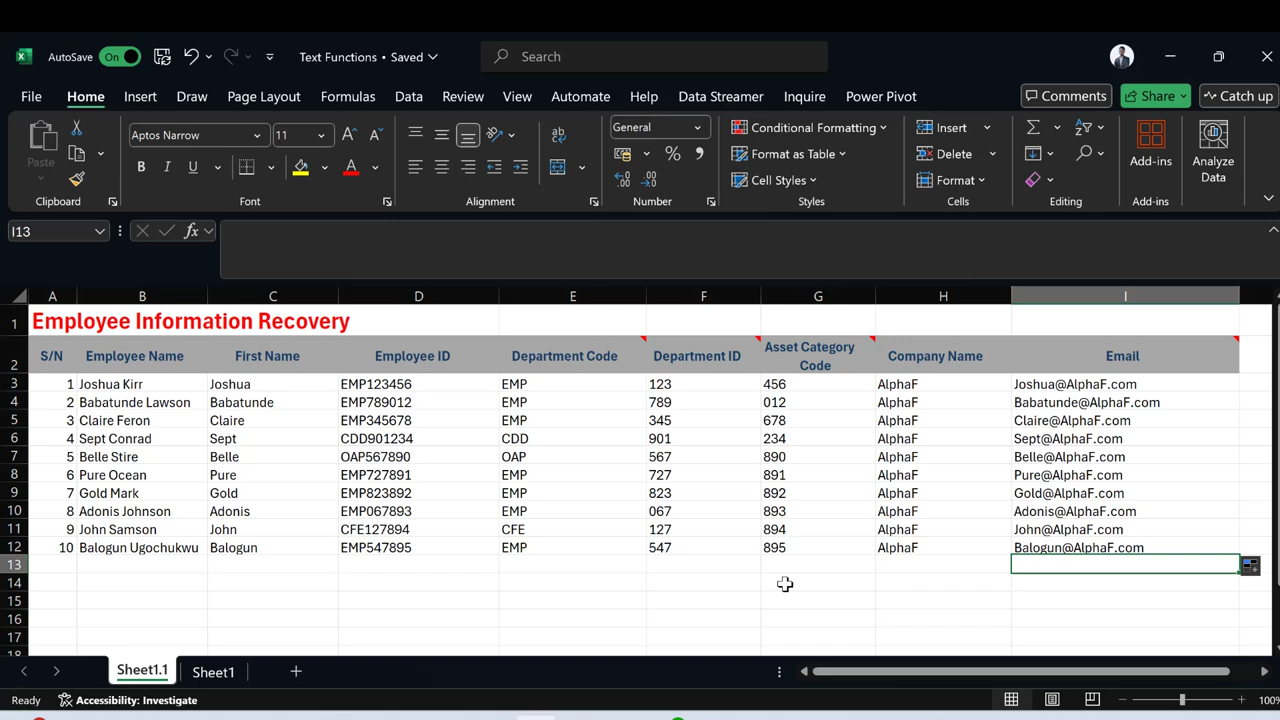 AutoSave On Text Functions • Saved Search
File Home Insert Draw Page Layout Formulas Data Review View Automate Help Data Streamer Inquire Power Pivot Comments Share Catch up
Paste Aptos Narrow 11 General Conditional Formatting Format as Table Cell Styles Insert Delete Format Add-ins Analyze Data
Clipboard Font Alignment Number Styles Cells Editing Add-ins
I13 fx
A B C D E F G H I
1 Employee Information Recovery
2 S/N Employee Name First Name Employee ID Department Code Department ID Asset Category Code Company Name Email
3 1 Joshua Kirr Joshua EMP123456 EMP 123 456 AlphaF Joshua@AlphaF.com
4 2 Babatunde Lawson Babatunde EMP789012 EMP 789 012 AlphaF Babatunde@AlphaF.com
5 3 Claire Feron Claire EMP345678 EMP 345 678 AlphaF Claire@AlphaF.com
6 4 Sept Conrad Sept CDD901234 CDD 901 234 AlphaF Sept@AlphaF.com
7 5 Belle Stire Belle OAP567890 OAP 567 890 AlphaF Belle@AlphaF.com
8 6 Pure Ocean Pure EMP727891 EMP 727 891 AlphaF Pure@AlphaF.com
9 7 Gold Mark Gold EMP823892 EMP 823 892 AlphaF Gold@AlphaF.com
10 8 Adonis Johnson Adonis EMP067893 EMP 067 893 AlphaF Adonis@AlphaF.com
11 9 John Samson John CFE127894 CFE 127 894 AlphaF John@AlphaF.com
12 10 Balogun Ugochukwu Balogun EMP547895 EMP 547 895 AlphaF Balogun@AlphaF.com
13
14
15
16
17
18
Sheet1.1 Sheet1
Ready Accessibility: Investigate 100%